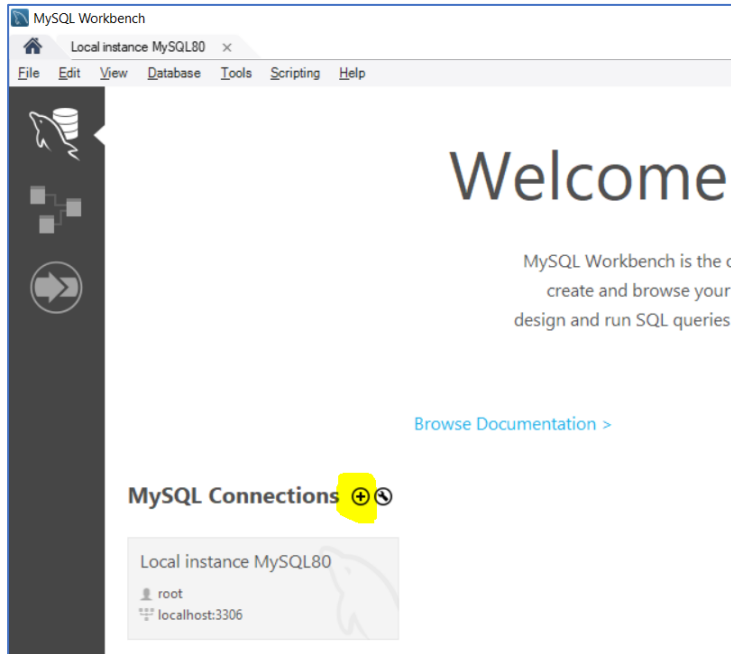 MySQL Workbench
Local instance MySQL80 ×
File Edit View Database Tools Scripting Help
Welcome
MySQL Workbench is the
create and browse your
design and run SQL queries
Browse Documentation >
MySQL Connections
Local instance MySQL80
root
localhost:3306